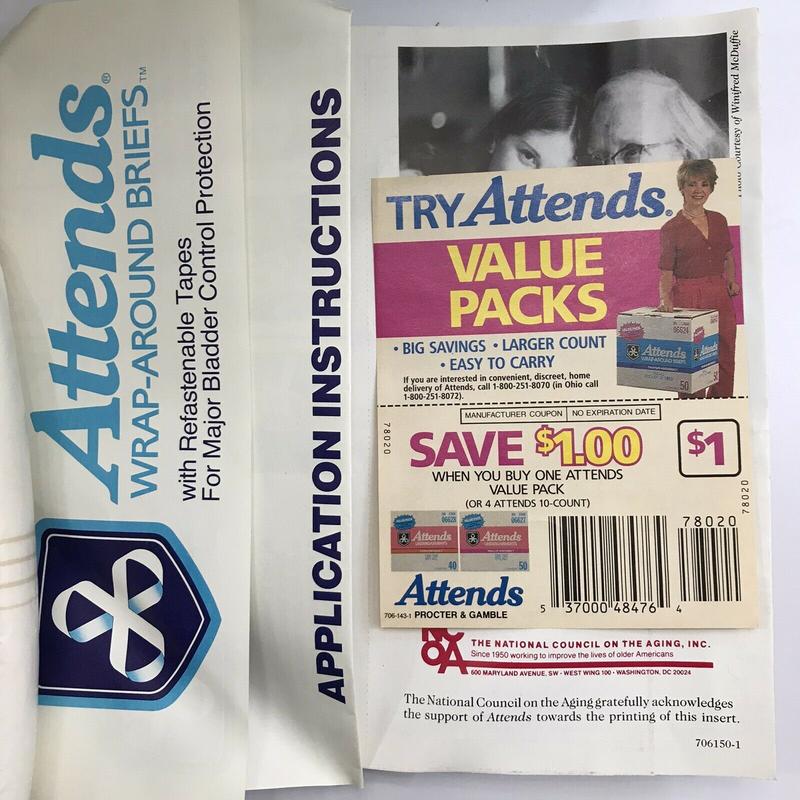 Attends®
WRAP-AROUND BRIEFS™
with Refastenable Tapes
For Major Bladder Control Protection
APPLICATION INSTRUCTIONS
Photo Courtesy of Winifred McDuffie
TRY Attends®
VALUE
PACKS
• BIG SAVINGS • LARGER COUNT
• EASY TO CARRY
If you are interested in convenient, discreet, home
delivery of Attends, call 1-800-251-8070 (in Ohio call
1-800-251-8072).
06624
Attends
WRAP-AROUND BRIEFS
50
MANUFACTURER COUPON NO EXPIRATION DATE
78020
SAVE $1.00
$1
WHEN YOU BUY ONE ATTENDS
VALUE PACK
(OR 4 ATTENDS 10-COUNT)
78020
06628
Attends
40
06627
Attends
50
78020
5 37000 48476 4
Attends
706-143-1 PROCTER & GAMBLE
NCOA
THE NATIONAL COUNCIL ON THE AGING, INC.
Since 1950 working to improve the lives of older Americans
600 MARYLAND AVENUE, SW • WEST WING 100 • WASHINGTON, DC 20024
The National Council on the Aging gratefully acknowledges
the support of Attends towards the printing of this insert.
706150-1